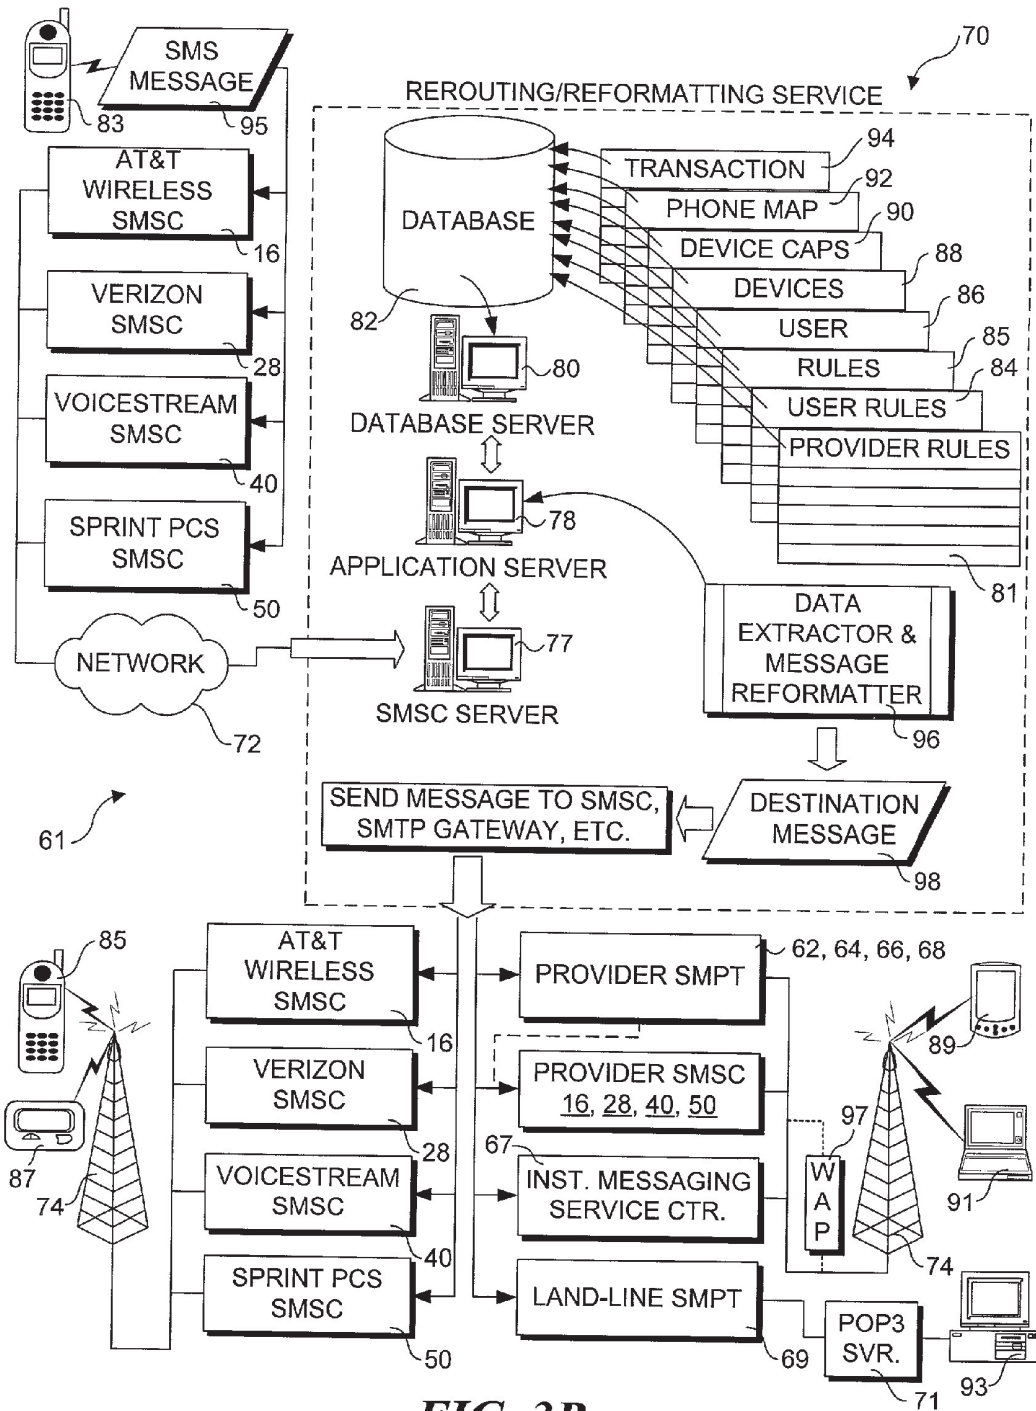 70
SMS
MESSAGE
83
95
REROUTING/REFORMATTING SERVICE
AT&T
WIRELESS
SMSC
16
VERIZON
SMSC
28
VOICESTREAM
SMSC
40
SPRINT PCS
SMSC
50
NETWORK
72
61
DATABASE
82
80
DATABASE SERVER
78
APPLICATION SERVER
77
SMSC SERVER
TRANSACTION
94
PHONE MAP
92
DEVICE CAPS
90
DEVICES
88
USER
86
RULES
85
USER RULES
84
PROVIDER RULES
81
DATA
EXTRACTOR &
MESSAGE
REFORMATTER
96
DESTINATION
MESSAGE
98
SEND MESSAGE TO SMSC,
SMTP GATEWAY, ETC.
85
87
74
AT&T
WIRELESS
SMSC
16
VERIZON
SMSC
28
VOICESTREAM
SMSC
40
SPRINT PCS
SMSC
50
PROVIDER SMPT
62, 64, 66, 68
PROVIDER SMSC
16, 28, 40, 50
67
INST. MESSAGING
SERVICE CTR.
LAND-LINE SMPT
69
97
WAP
POP3
SVR.
71
74
89
91
93
FIG. 3B